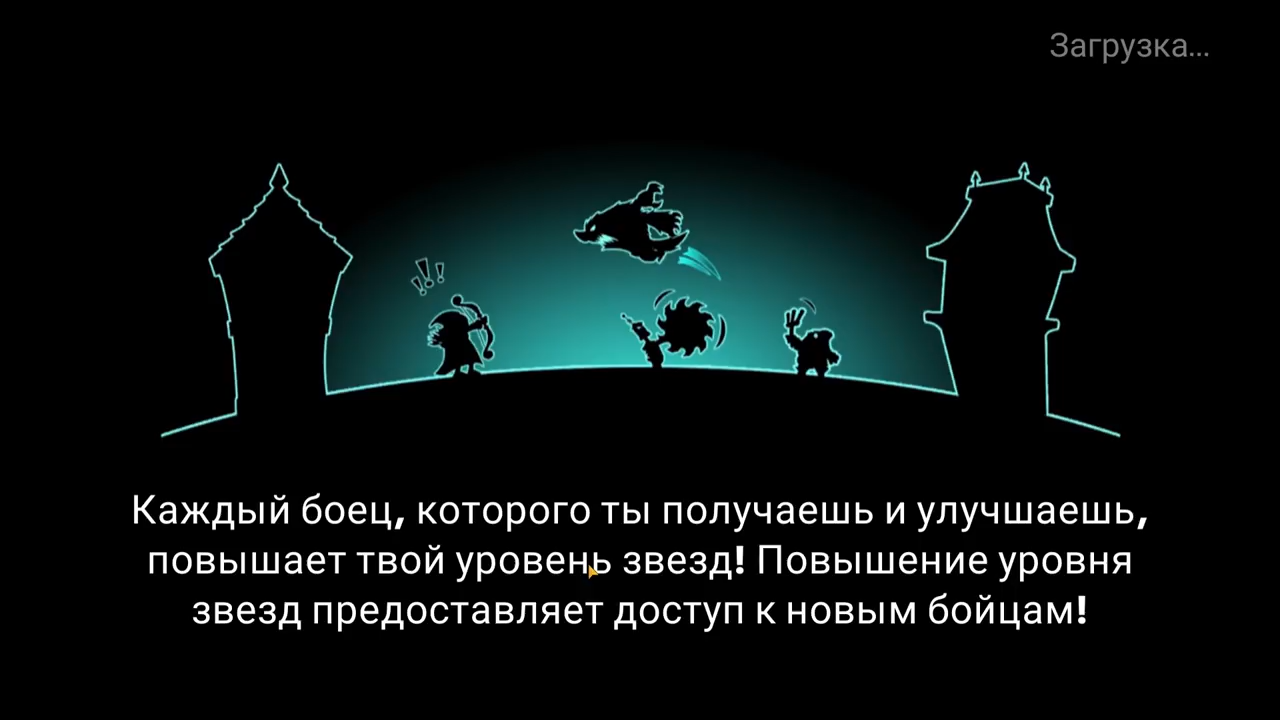 Загрузка...
!!!
Каждый боец, которого ты получаешь и улучшаешь,
повышает твой уровень звезд! Повышение уровня
звезд предоставляет доступ к новым бойцам!